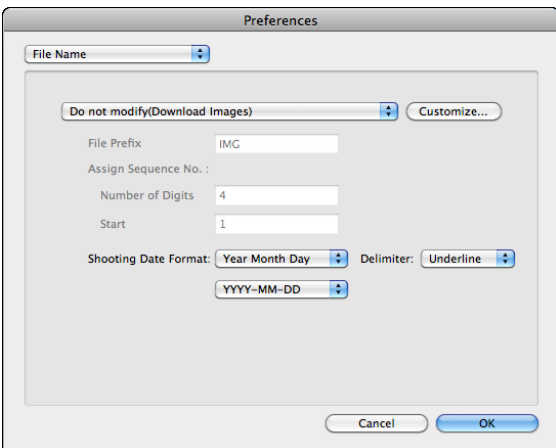 Preferences
File Name
Do not modify(Download Images) Customize...
File Prefix IMG
Assign Sequence No. :
Number of Digits 4
Start 1
Shooting Date Format: Year Month Day Delimiter: Underline
YYYY-MM-DD
Cancel OK